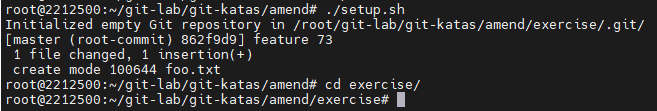 root@2212500:~/git-lab/git-katas/amend# ./setup.sh
Initialized empty Git repository in /root/git-lab/git-katas/amend/exercise/.git/
[master (root-commit) 862f9d9] feature 73
 1 file changed, 1 insertion(+)
 create mode 100644 foo.txt
root@2212500:~/git-lab/git-katas/amend# cd exercise/
root@2212500:~/git-lab/git-katas/amend/exercise#